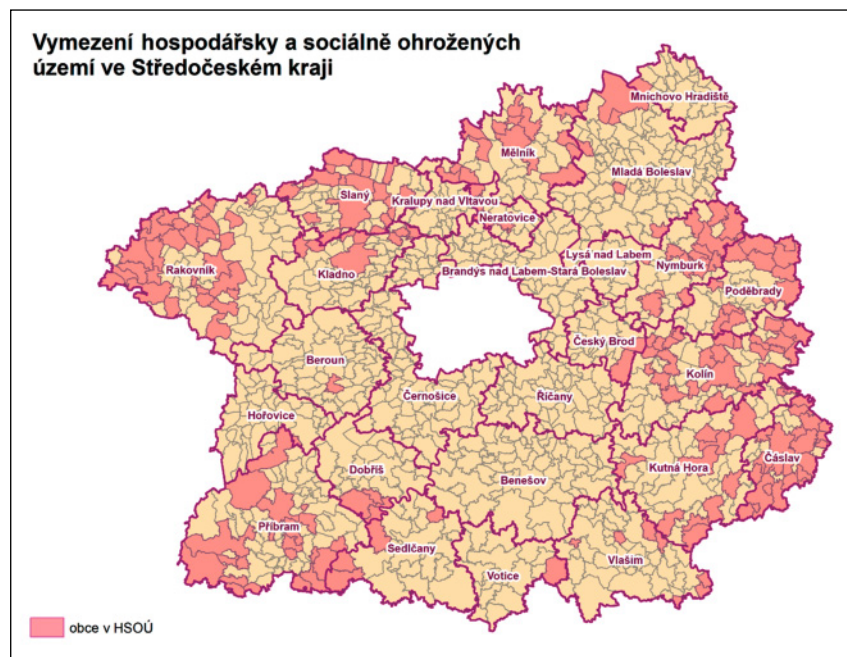 Vymezení hospodářsky a sociálně ohrožených
území ve Středočeském kraji
Mnichovo Hradiště
Mělník
Mladá Boleslav
Slaný
Kralupy nad Vltavou
Neratovice
Lysá nad Labem
Rakovník
Kladno
Brandýs nad Labem-Stará Boleslav
Nymburk
Poděbrady
Český Brod
Beroun
Kolín
Černošice
Říčany
Hořovice
Dobříš
Benešov
Kutná Hora
Čáslav
Příbram
Sedlčany
Votice
Vlašim
obce v HSOÚ